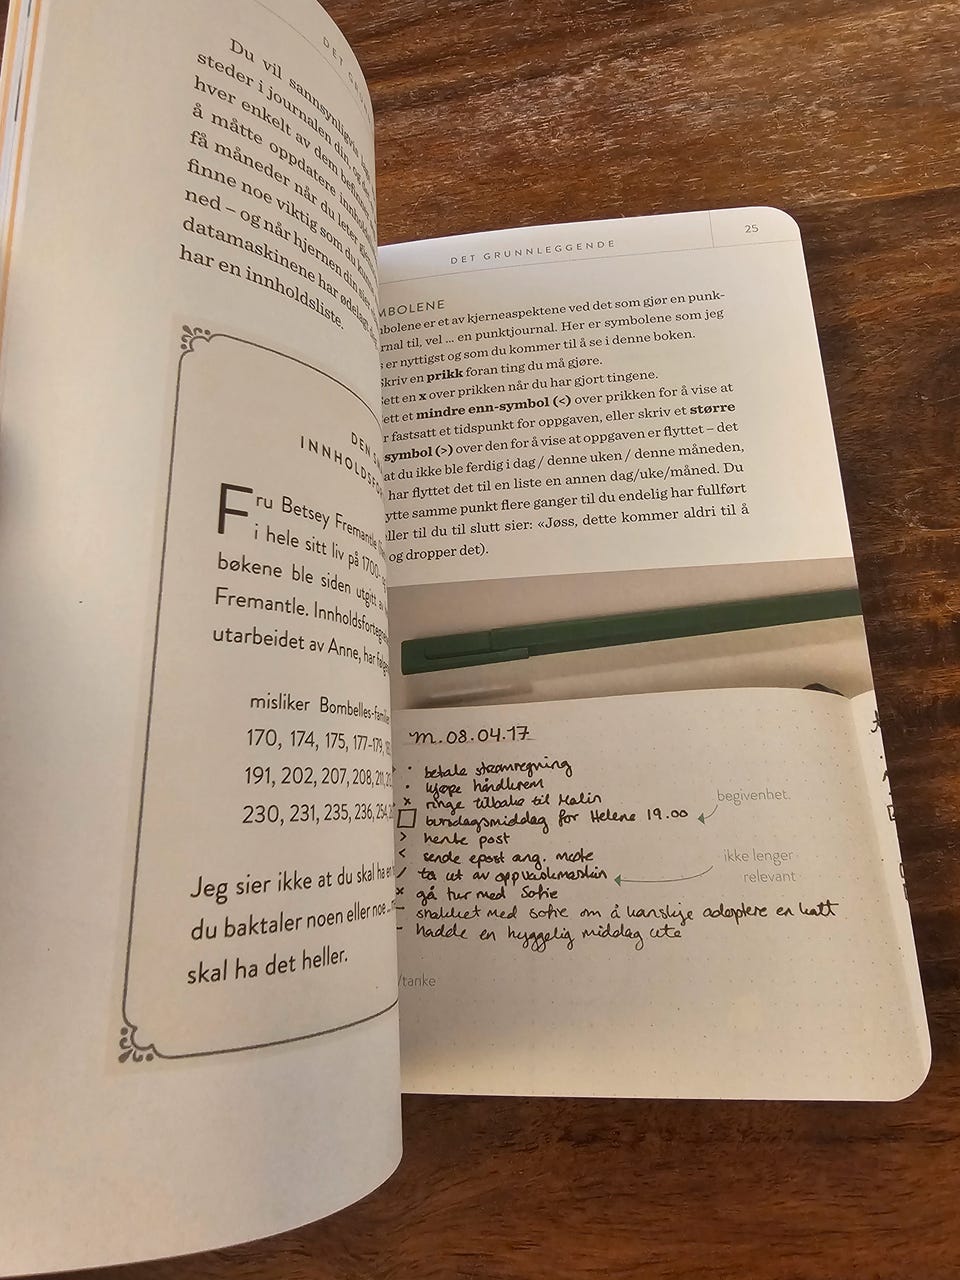 DET
Du vil sannsynligvis
steder i journalen din – og
hver enkelt av dem befinner
å måtte oppdatere
få måneder når du leter
finne noe viktig som du
ned – og når hjernen din sier
datamaskinene har ødelagt
har en innholdsliste.
INNHOLDSFOR
Fru Betsey Fremantle
i hele sitt liv på 1700-
bøkene ble siden utgitt av
Fremantle.
utarbeidet av Anne, har
misliker Bombelles-
170, 174, 175, 177–179,
191, 202, 207, 208,
230, 231, 235, 236, 254,
Jeg sier ikke at du skal ha en
du baktaler noen eller noe ...
skal ha det heller.
DET GRUNNLEGGENDE 25
MBOLENE
mbolene er et av kjerneaspektene ved det som gjør en punk-
rnal til, vel ... en punktjournal. Her er symbolene som jeg
s er nyttigst og som du kommer til å se i denne boken.
Skriv en prikk foran ting du må gjøre.
Sett en x over prikken når du har gjort tingene.
Sett et mindre enn-symbol (<) over prikken for å vise at
r fastsatt et tidspunkt for oppgaven, eller skriv et større
symbol (>) over den for å vise at oppgaven er flyttet – det
at du ikke ble ferdig i dag / denne uken / denne måneden,
har flyttet det til en liste en annen dag/uke/måned. Du
ytte samme punkt flere ganger til du endelig har fullført
eller til du til slutt sier: «Jøss, dette kommer aldri til å
og dropper det).
m.08.04.17
· betale strømregning
· kjøpe håndkrem
x ringe tilbake til Malin
bursdagsmiddag for Helene 19.00
begivenhet.
> hente post
< sende epost ang. møte
/ ta ut av oppvaskmaskin
ikke lenger
relevant
x gå tur med Sofie
– snakket med Sofie om å kanskje adoptere en katt
– hadde en hyggelig middag ute
/tanke